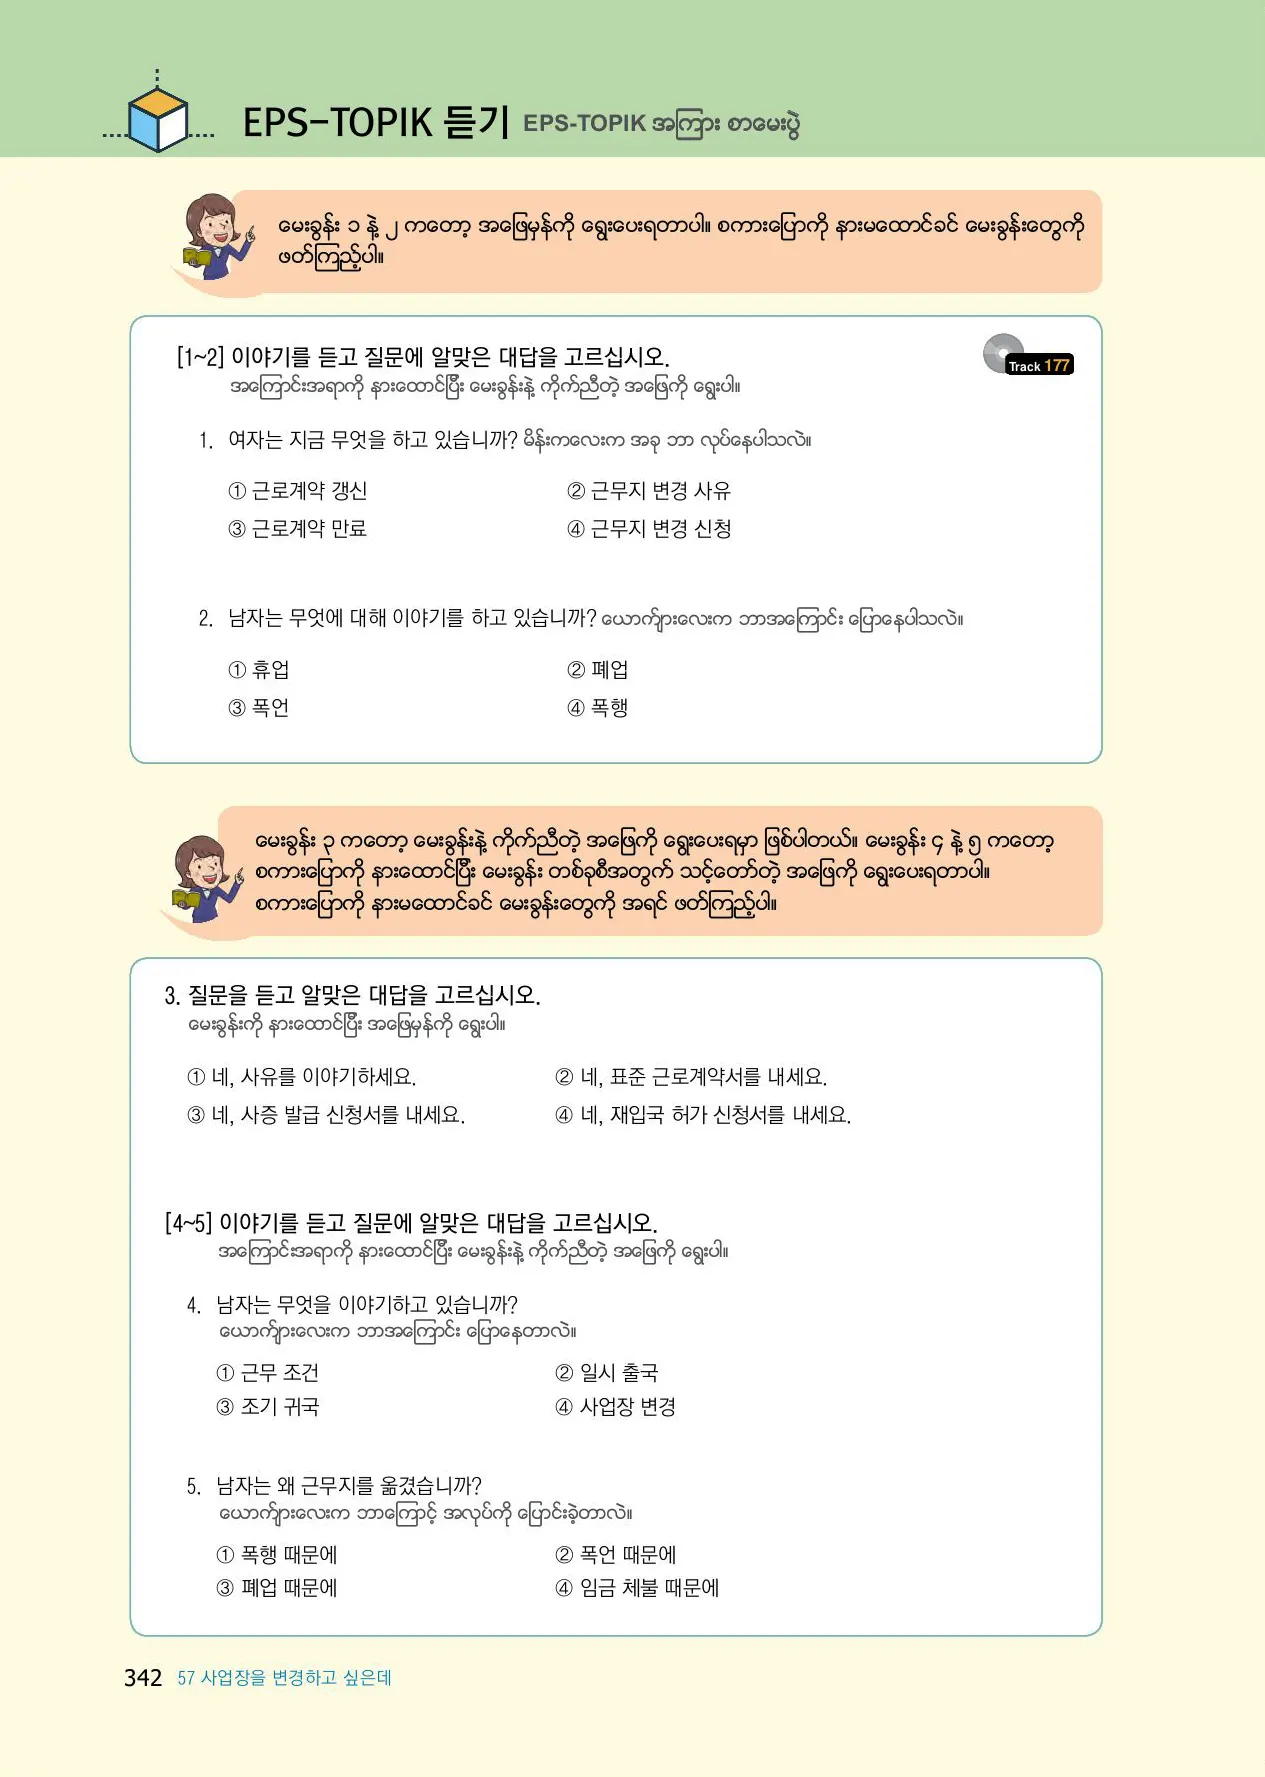 EPS-TOPIK 듣기 EPS-TOPIK အကြား စာမေးပွဲ
မေးခွန်း ၁ နဲ့ ၂ ကတော့ အဖြေမှန်ကို ရွေးပေးရတာပါ။ စကားပြောကို နားမထောင်ခင် မေးခွန်းတွေကို
ဖတ်ကြည့်ပါ။
[1~2] 이야기를 듣고 질문에 알맞은 대답을 고르십시오.
Track 177
အကြောင်းအရာကို နားထောင်ပြီး မေးခွန်းနဲ့ ကိုက်ညီတဲ့ အဖြေကို ရွေးပါ။
1. 여자는 지금 무엇을 하고 있습니까? မိန်းကလေးက အခု ဘာ လုပ်နေပါသလဲ။
① 근로계약 갱신 ② 근무지 변경 사유
③ 근로계약 만료 ④ 근무지 변경 신청
2. 남자는 무엇에 대해 이야기를 하고 있습니까? ယောကျ်ားလေးက ဘာအကြောင်း ပြောနေပါသလဲ။
① 휴업 ② 폐업
③ 폭언 ④ 폭행
မေးခွန်း ၃ ကတော့ မေးခွန်းနဲ့ ကိုက်ညီတဲ့ အဖြေကို ရွေးပေးရမှာ ဖြစ်ပါတယ်။ မေးခွန်း ၄ နဲ့ ၅ ကတော့
စကားပြောကို နားထောင်ပြီး မေးခွန်း တစ်ခုစီအတွက် သင့်တော်တဲ့ အဖြေကို ရွေးပေးရတာပါ။
စကားပြောကို နားမထောင်ခင် မေးခွန်းတွေကို အရင် ဖတ်ကြည့်ပါ။
3. 질문을 듣고 알맞은 대답을 고르십시오.
မေးခွန်းကို နားထောင်ပြီး အဖြေမှန်ကို ရွေးပါ။
① 네, 사유를 이야기하세요. ② 네, 표준 근로계약서를 내세요.
③ 네, 사증 발급 신청서를 내세요. ④ 네, 재입국 허가 신청서를 내세요.
[4~5] 이야기를 듣고 질문에 알맞은 대답을 고르십시오.
အကြောင်းအရာကို နားထောင်ပြီး မေးခွန်းနဲ့ ကိုက်ညီတဲ့ အဖြေကို ရွေးပါ။
4. 남자는 무엇을 이야기하고 있습니까?
ယောကျ်ားလေးက ဘာအကြောင်း ပြောနေတာလဲ။
① 근무 조건 ② 일시 출국
③ 조기 귀국 ④ 사업장 변경
5. 남자는 왜 근무지를 옮겼습니까?
ယောကျ်ားလေးက ဘာကြောင့် အလုပ်ကို ပြောင်းခဲ့တာလဲ။
① 폭행 때문에 ② 폭언 때문에
③ 폐업 때문에 ④ 임금 체불 때문에
342 57 사업장을 변경하고 싶은데